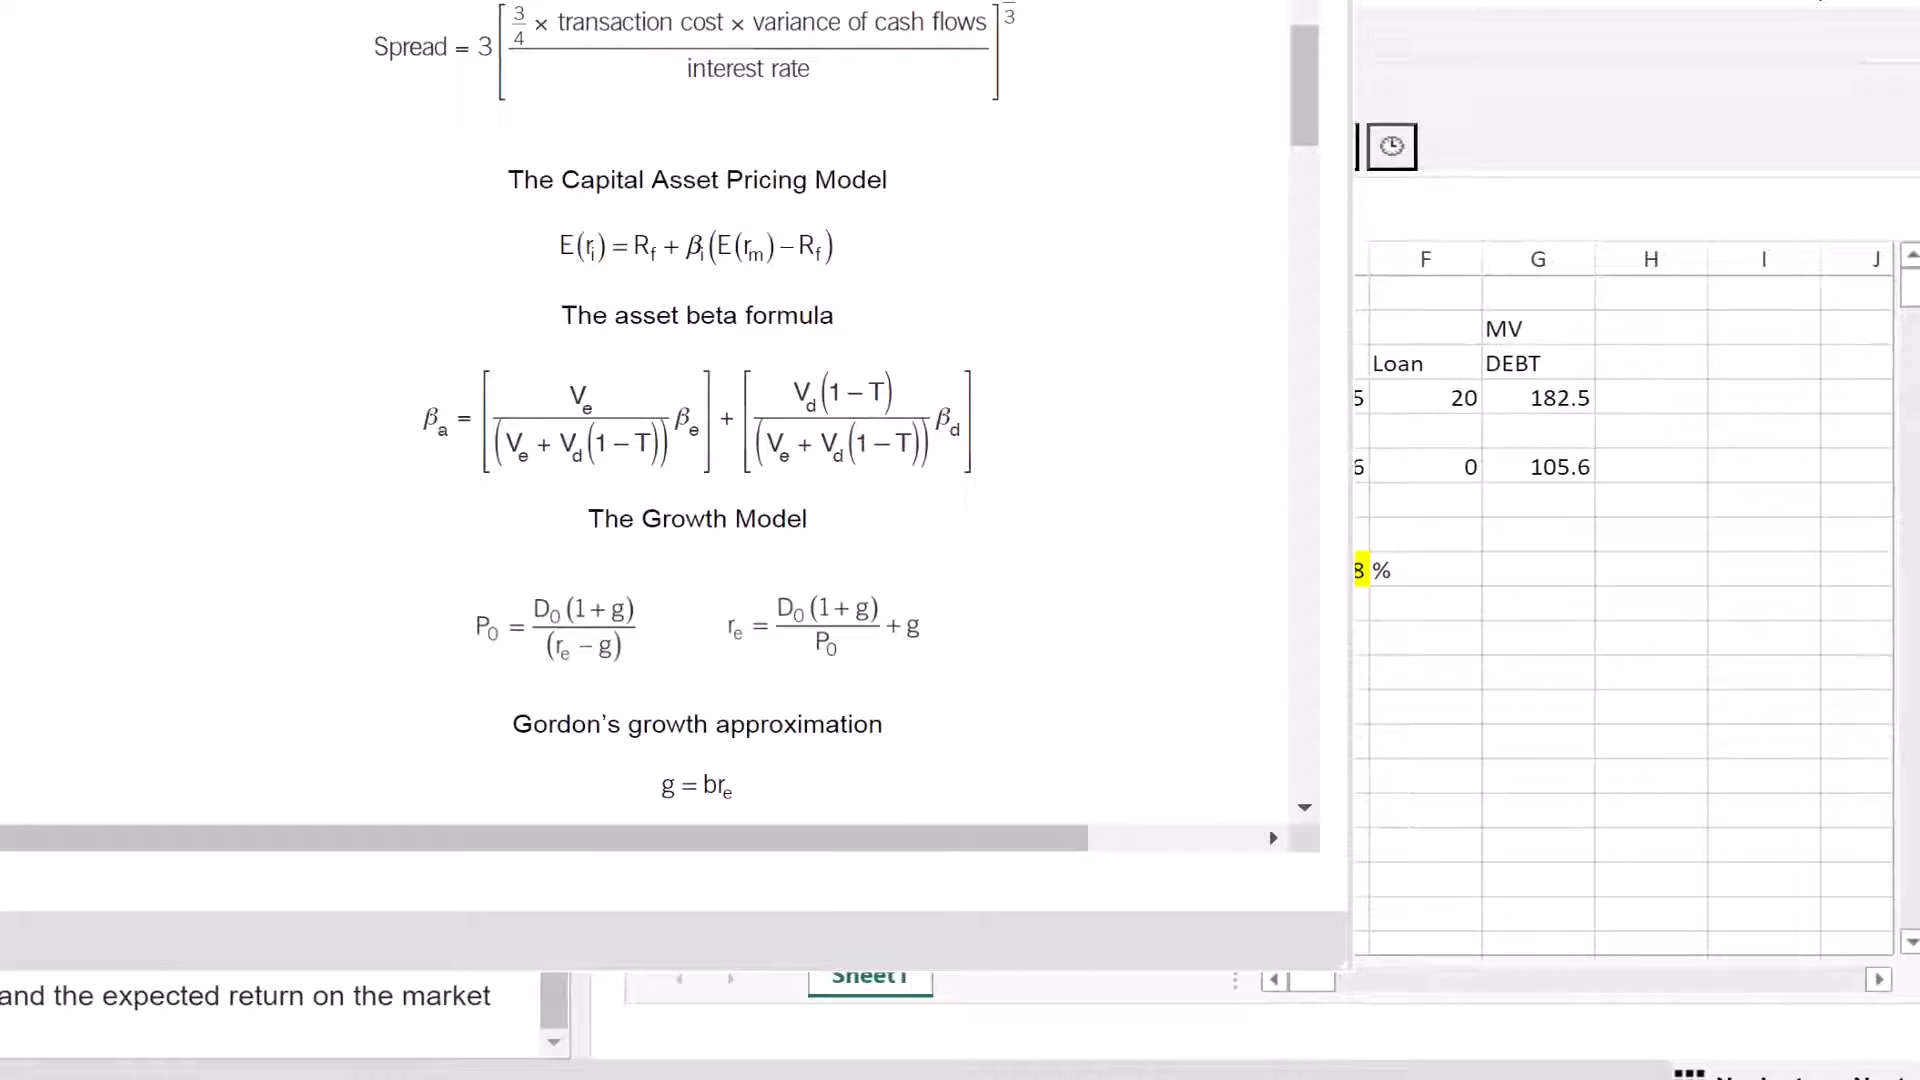 Spread = 3 [ 3/4 × transaction cost × variance of cash flows / interest rate ] 3
The Capital Asset Pricing Model
E(ri) = Rf + βi(E(rm) – Rf)
The asset beta formula
βa = [ Ve / (Ve + Vd(1 – T)) βe ] + [ Vd(1 – T) / (Ve + Vd(1 – T)) βd ]
The Growth Model
P0 = D0(1 + g) / (re – g) re = D0(1 + g) / P0 + g
Gordon's growth approximation
g = bre
F G H I J
MV
Loan DEBT
5 20 182.5
6 0 105.6
8 %
Sheet1
and the expected return on the market